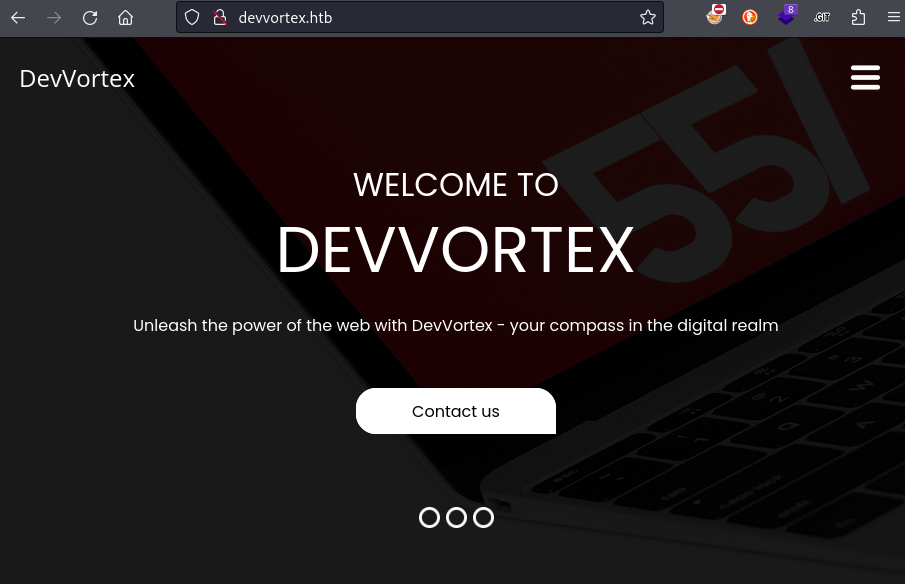 devvortex.htb
8
.GIT
DevVortex
WELCOME TO
DEVVORTEX
Unleash the power of the web with DevVortex - your compass in the digital realm
Contact us
55/